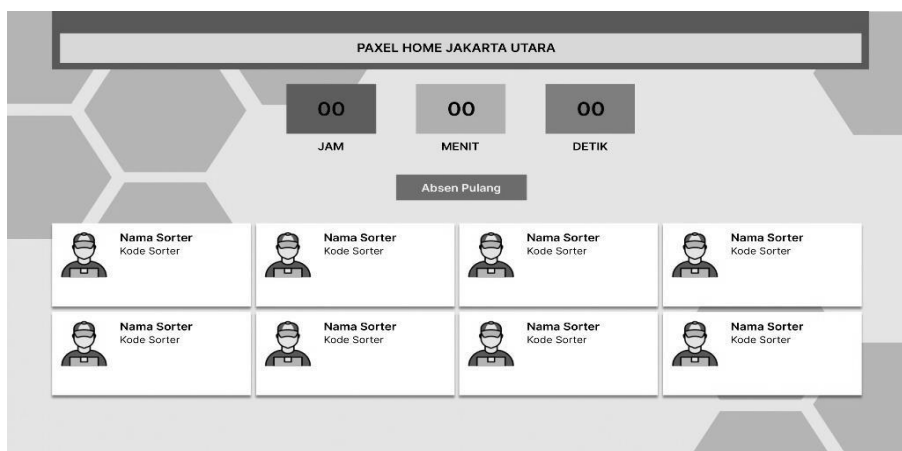 PAXEL HOME JAKARTA UTARA
00 00 00
JAM MENIT DETIK
Absen Pulang
Nama Sorter Nama Sorter Nama Sorter Nama Sorter
Kode Sorter Kode Sorter Kode Sorter Kode Sorter
Nama Sorter Nama Sorter Nama Sorter Nama Sorter
Kode Sorter Kode Sorter Kode Sorter Kode Sorter